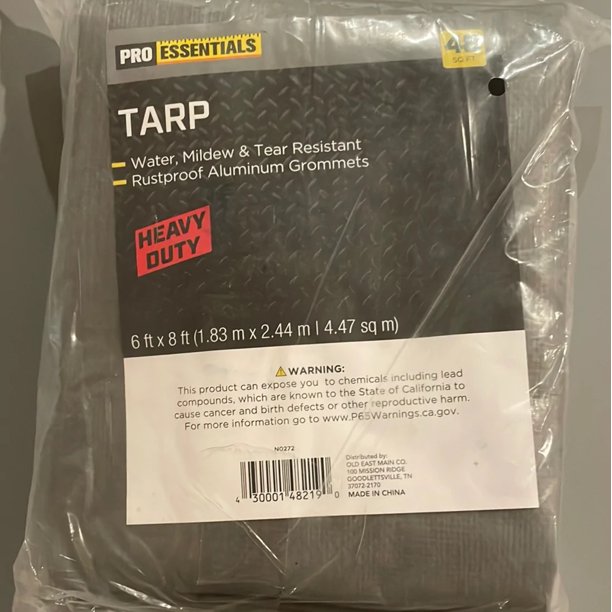 PRO ESSENTIALS
48
SQ FT.
TARP
Water, Mildew & Tear Resistant
Rustproof Aluminum Grommets
HEAVY
DUTY
6 ft x 8 ft (1.83 m x 2.44 m | 4.47 sq m)
WARNING:
This product can expose you to chemicals including lead
compounds, which are known to the State of California to
cause cancer and birth defects or other reproductive harm.
For more information go to www.P65Warnings.ca.gov.
N0272
Distributed by:
OLD EAST MAIN CO.
100 MISSION RIDGE
GOODLETTSVILLE, TN
37072-2170
MADE IN CHINA
4 30001 48219 0